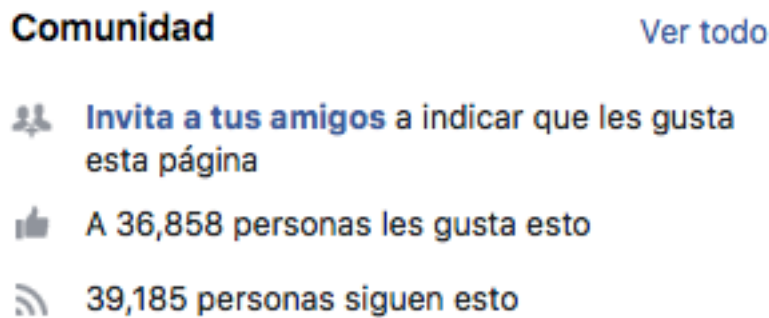 Comunidad
Ver todo
Invita a tus amigos a indicar que les gusta
esta página
A 36,858 personas les gusta esto
39,185 personas siguen esto